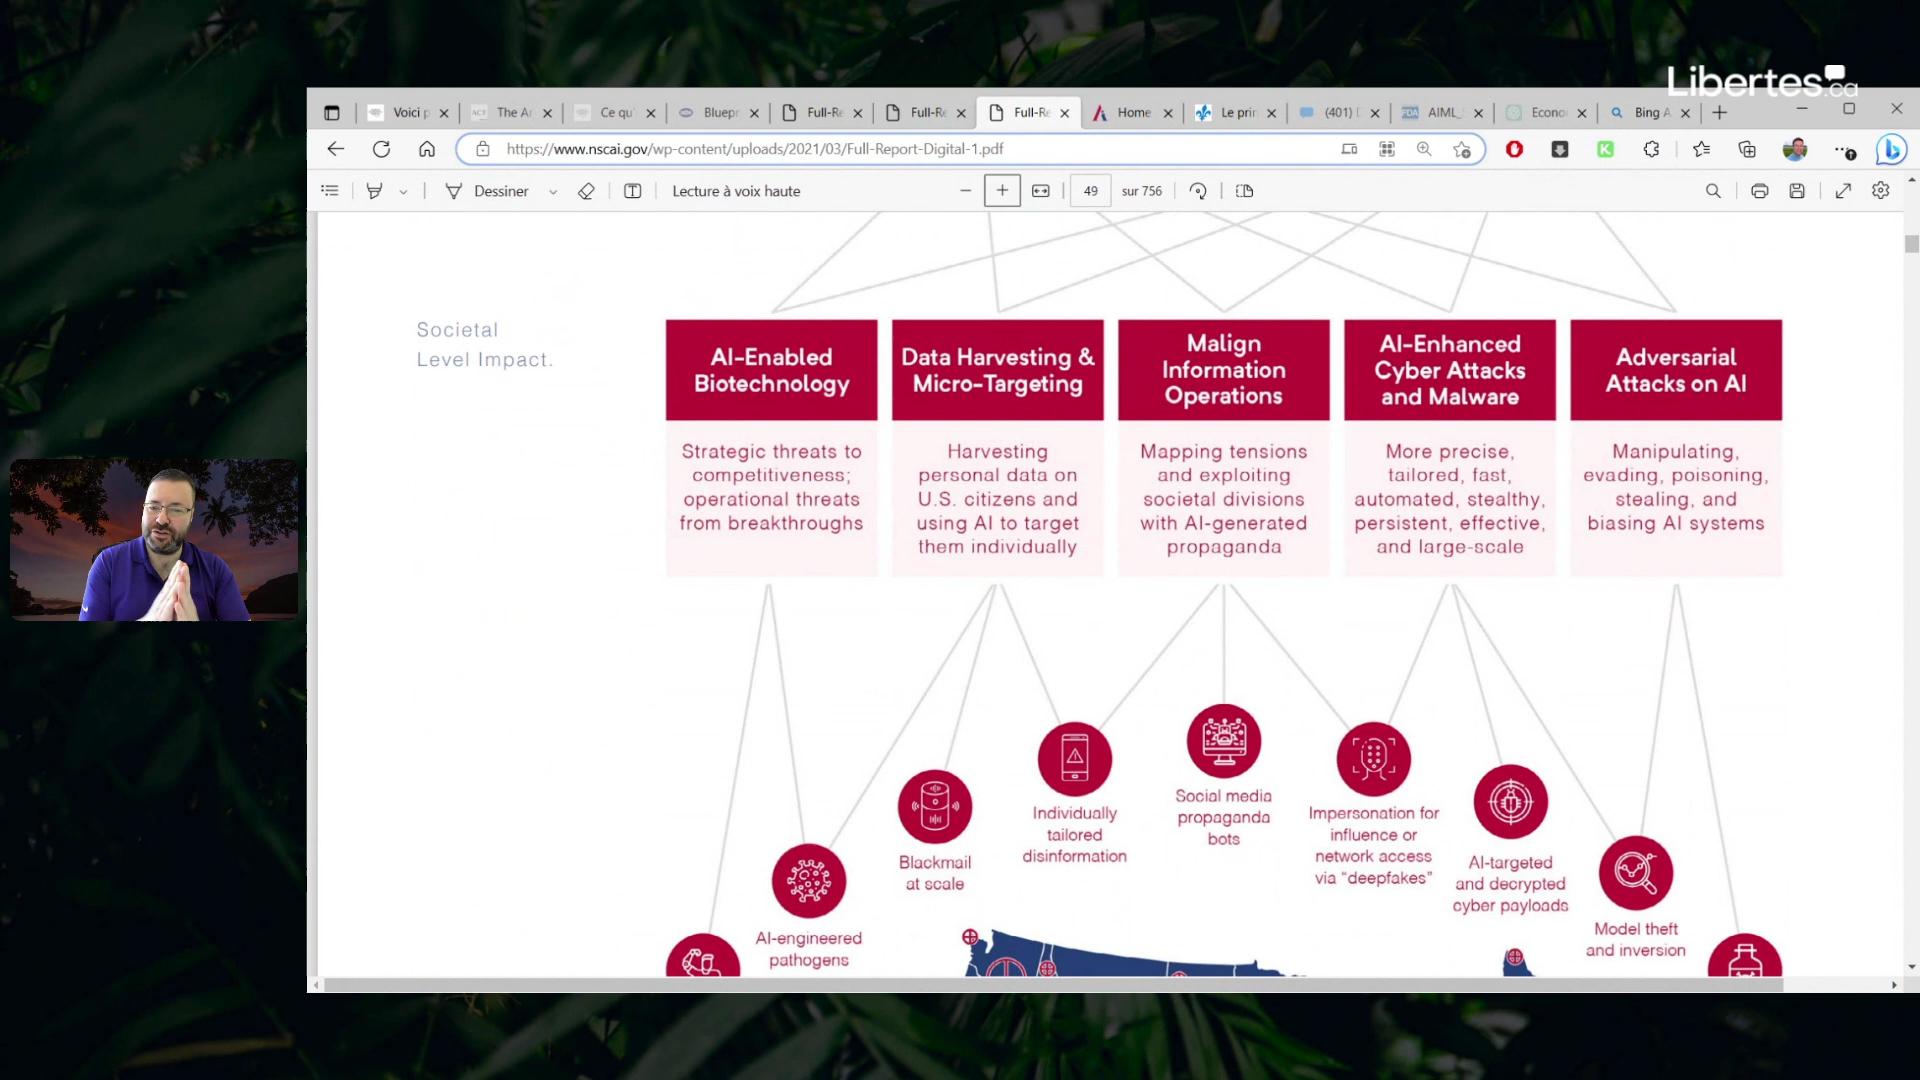 Libertes.ca
Voici p
The Ar
Ce qu'
Bluepr
Full-Re
Full-Re
Full-Re
Home
Le prin
(401)
AIML_
Econo
Bing A
https://www.nscai.gov/wp-content/uploads/2021/03/Full-Report-Digital-1.pdf
Dessiner
Lecture à voix haute
49 sur 756
Societal
Level Impact.
AI-Enabled
Biotechnology
Strategic threats to
competitiveness;
operational threats
from breakthroughs
Data Harvesting &
Micro-Targeting
Harvesting
personal data on
U.S. citizens and
using AI to target
them individually
Malign
Information
Operations
Mapping tensions
and exploiting
societal divisions
with AI-generated
propaganda
AI-Enhanced
Cyber Attacks
and Malware
More precise,
tailored, fast,
automated, stealthy,
persistent, effective,
and large-scale
Adversarial
Attacks on AI
Manipulating,
evading, poisoning,
stealing, and
biasing AI systems
AI-engineered
pathogens
Blackmail
at scale
Individually
tailored
disinformation
Social media
propaganda
bots
Impersonation for
influence or
network access
via “deepfakes”
AI-targeted
and decrypted
cyber payloads
Model theft
and inversion